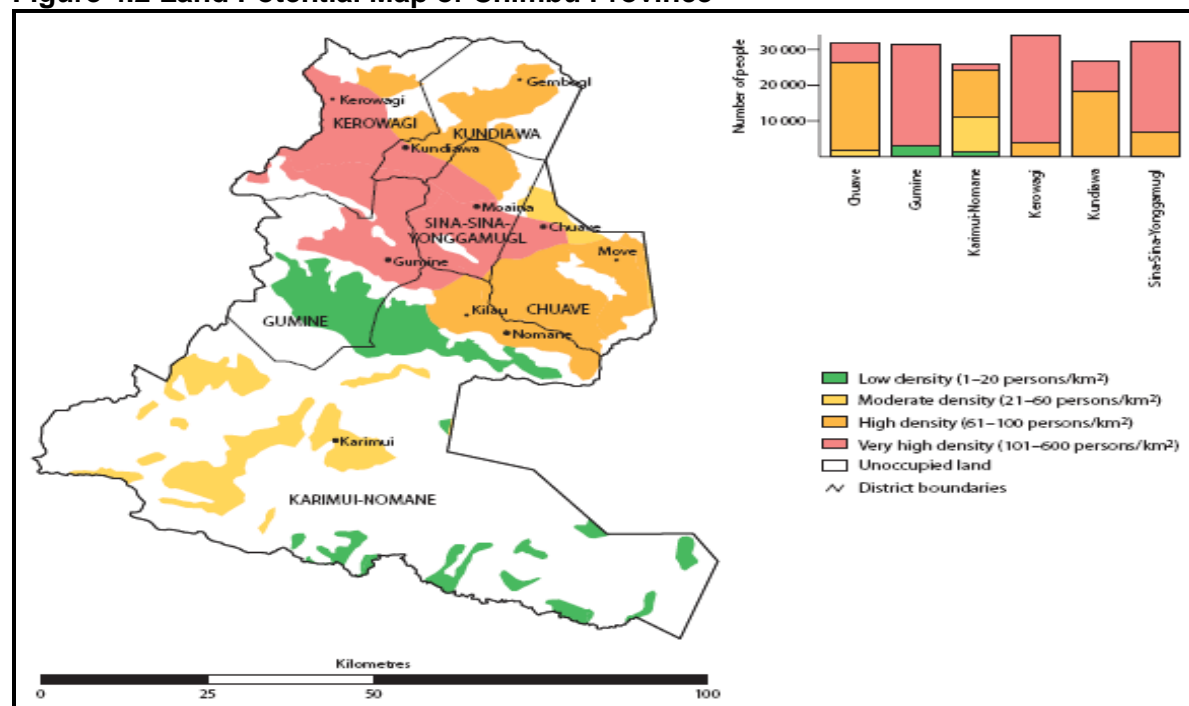 Figure 4.2 Land Potential Map of Chimbu Province
Number of people
30 000
20 000
10 000
Chuave
Gumine
Karimui-Nomane
Kerowagi
Kundiawa
Sina-Sina-Yonggamugl
Gembogl
Kerowagi
KEROWAGI
KUNDIAWA
Kundiawa
Moaina
SINA-SINA-
YONGGAMUGL
Chuave
Move
Gumine
Kilau
CHUAVE
GUMINE
Nomane
Karimui
KARIMUI-NOMANE
Low density (1–20 persons/km²)
Moderate density (21–60 persons/km²)
High density (61–100 persons/km²)
Very high density (101–600 persons/km²)
Unoccupied land
District boundaries
Kilometres
0 25 50 100